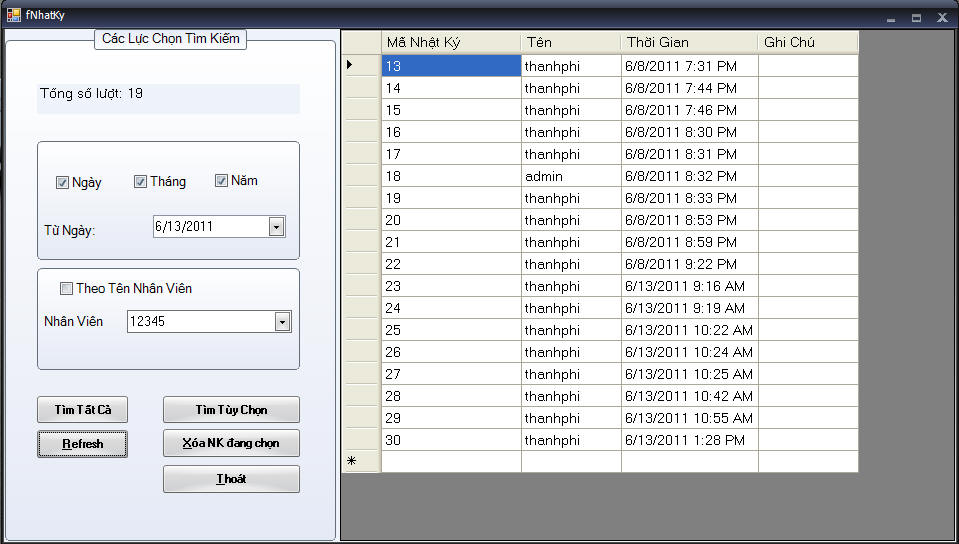 fNhatKy
Các Lực Chọn Tìm Kiếm
Tổng số lượt: 19
Ngày Tháng Năm
Từ Ngày: 6/13/2011
Theo Tên Nhân Viên
Nhân Viên 12345
Tìm Tất Cả Tìm Tùy Chọn
Refresh Xóa NK đang chọn
Thoát
Mã Nhật Ký Tên Thời Gian Ghi Chú
13 thanhphi 6/8/2011 7:31 PM
14 thanhphi 6/8/2011 7:44 PM
15 thanhphi 6/8/2011 7:46 PM
16 thanhphi 6/8/2011 8:30 PM
17 thanhphi 6/8/2011 8:31 PM
18 admin 6/8/2011 8:32 PM
19 thanhphi 6/8/2011 8:33 PM
20 thanhphi 6/8/2011 8:53 PM
21 thanhphi 6/8/2011 8:59 PM
22 thanhphi 6/8/2011 9:22 PM
23 thanhphi 6/13/2011 9:16 AM
24 thanhphi 6/13/2011 9:19 AM
25 thanhphi 6/13/2011 10:22 AM
26 thanhphi 6/13/2011 10:24 AM
27 thanhphi 6/13/2011 10:25 AM
28 thanhphi 6/13/2011 10:42 AM
29 thanhphi 6/13/2011 10:55 AM
30 thanhphi 6/13/2011 1:28 PM